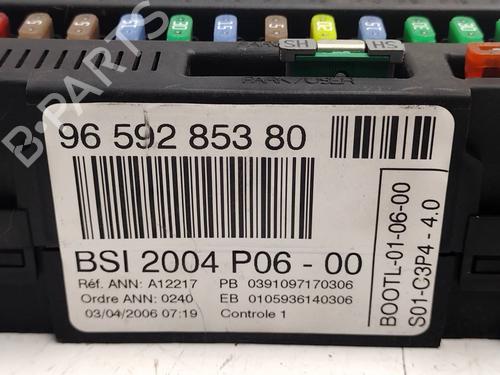 SH
SH
PARK/USER
96 592 853 80
BSI 2004 P06 - 00
Réf. ANN: A12217 PB 0391097170306
Ordre ANN: 0240 EB 0105936140306
03/04/2006 07:19 Controle 1
BOOTL-01-06-00
S01-C3P4 - 4.0
B-PARTS